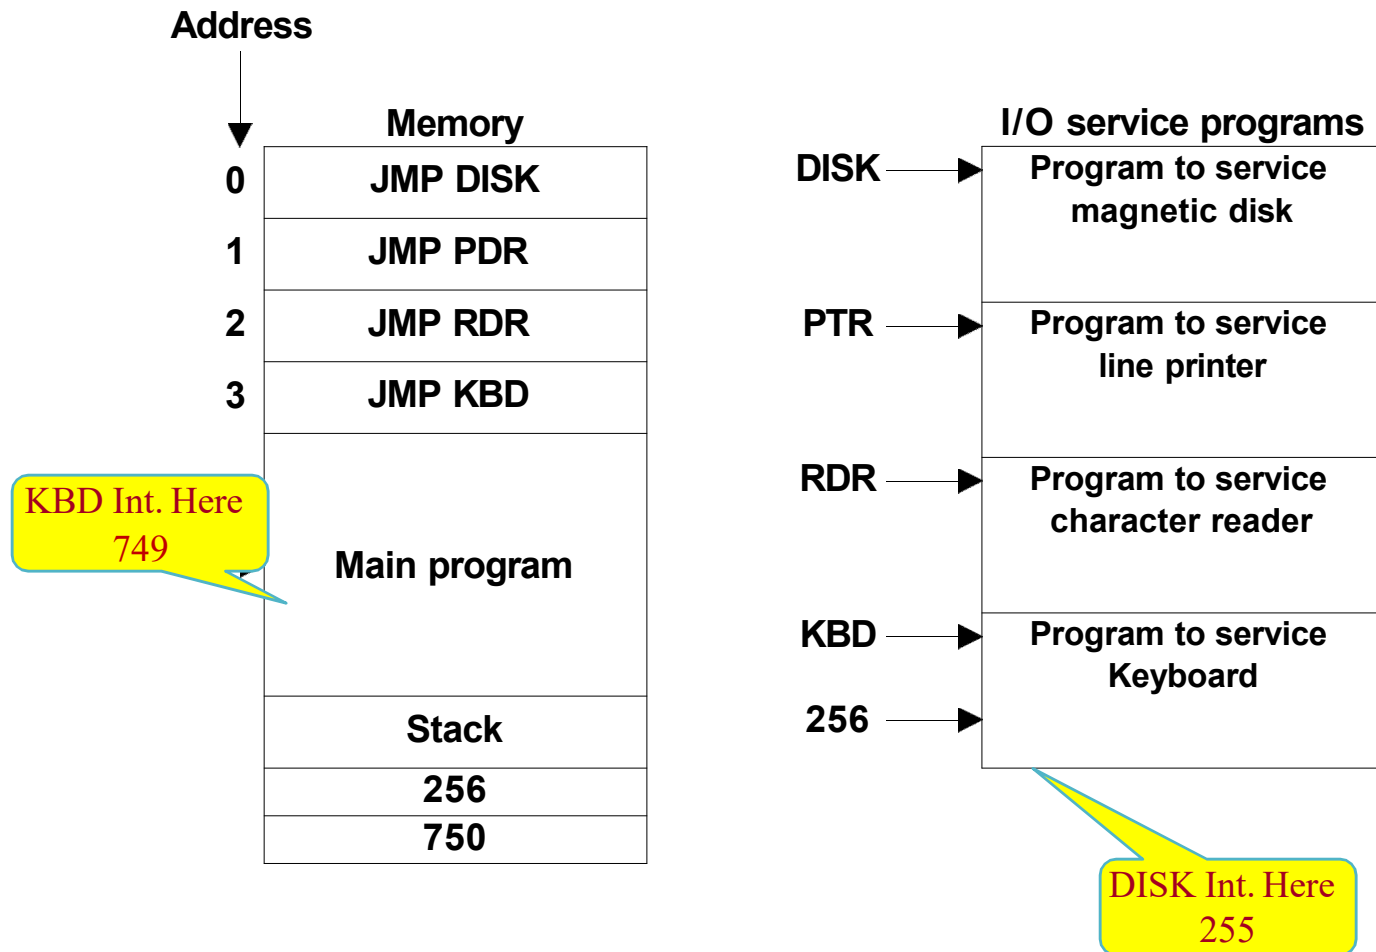 Address
Memory
0
JMP DISK
1
JMP PDR
2
JMP RDR
3
JMP KBD
KBD Int. Here
749
Main program
Stack
256
750
I/O service programs
DISK
Program to service
magnetic disk
PTR
Program to service
line printer
RDR
Program to service
character reader
KBD
Program to service
Keyboard
256
DISK Int. Here
255